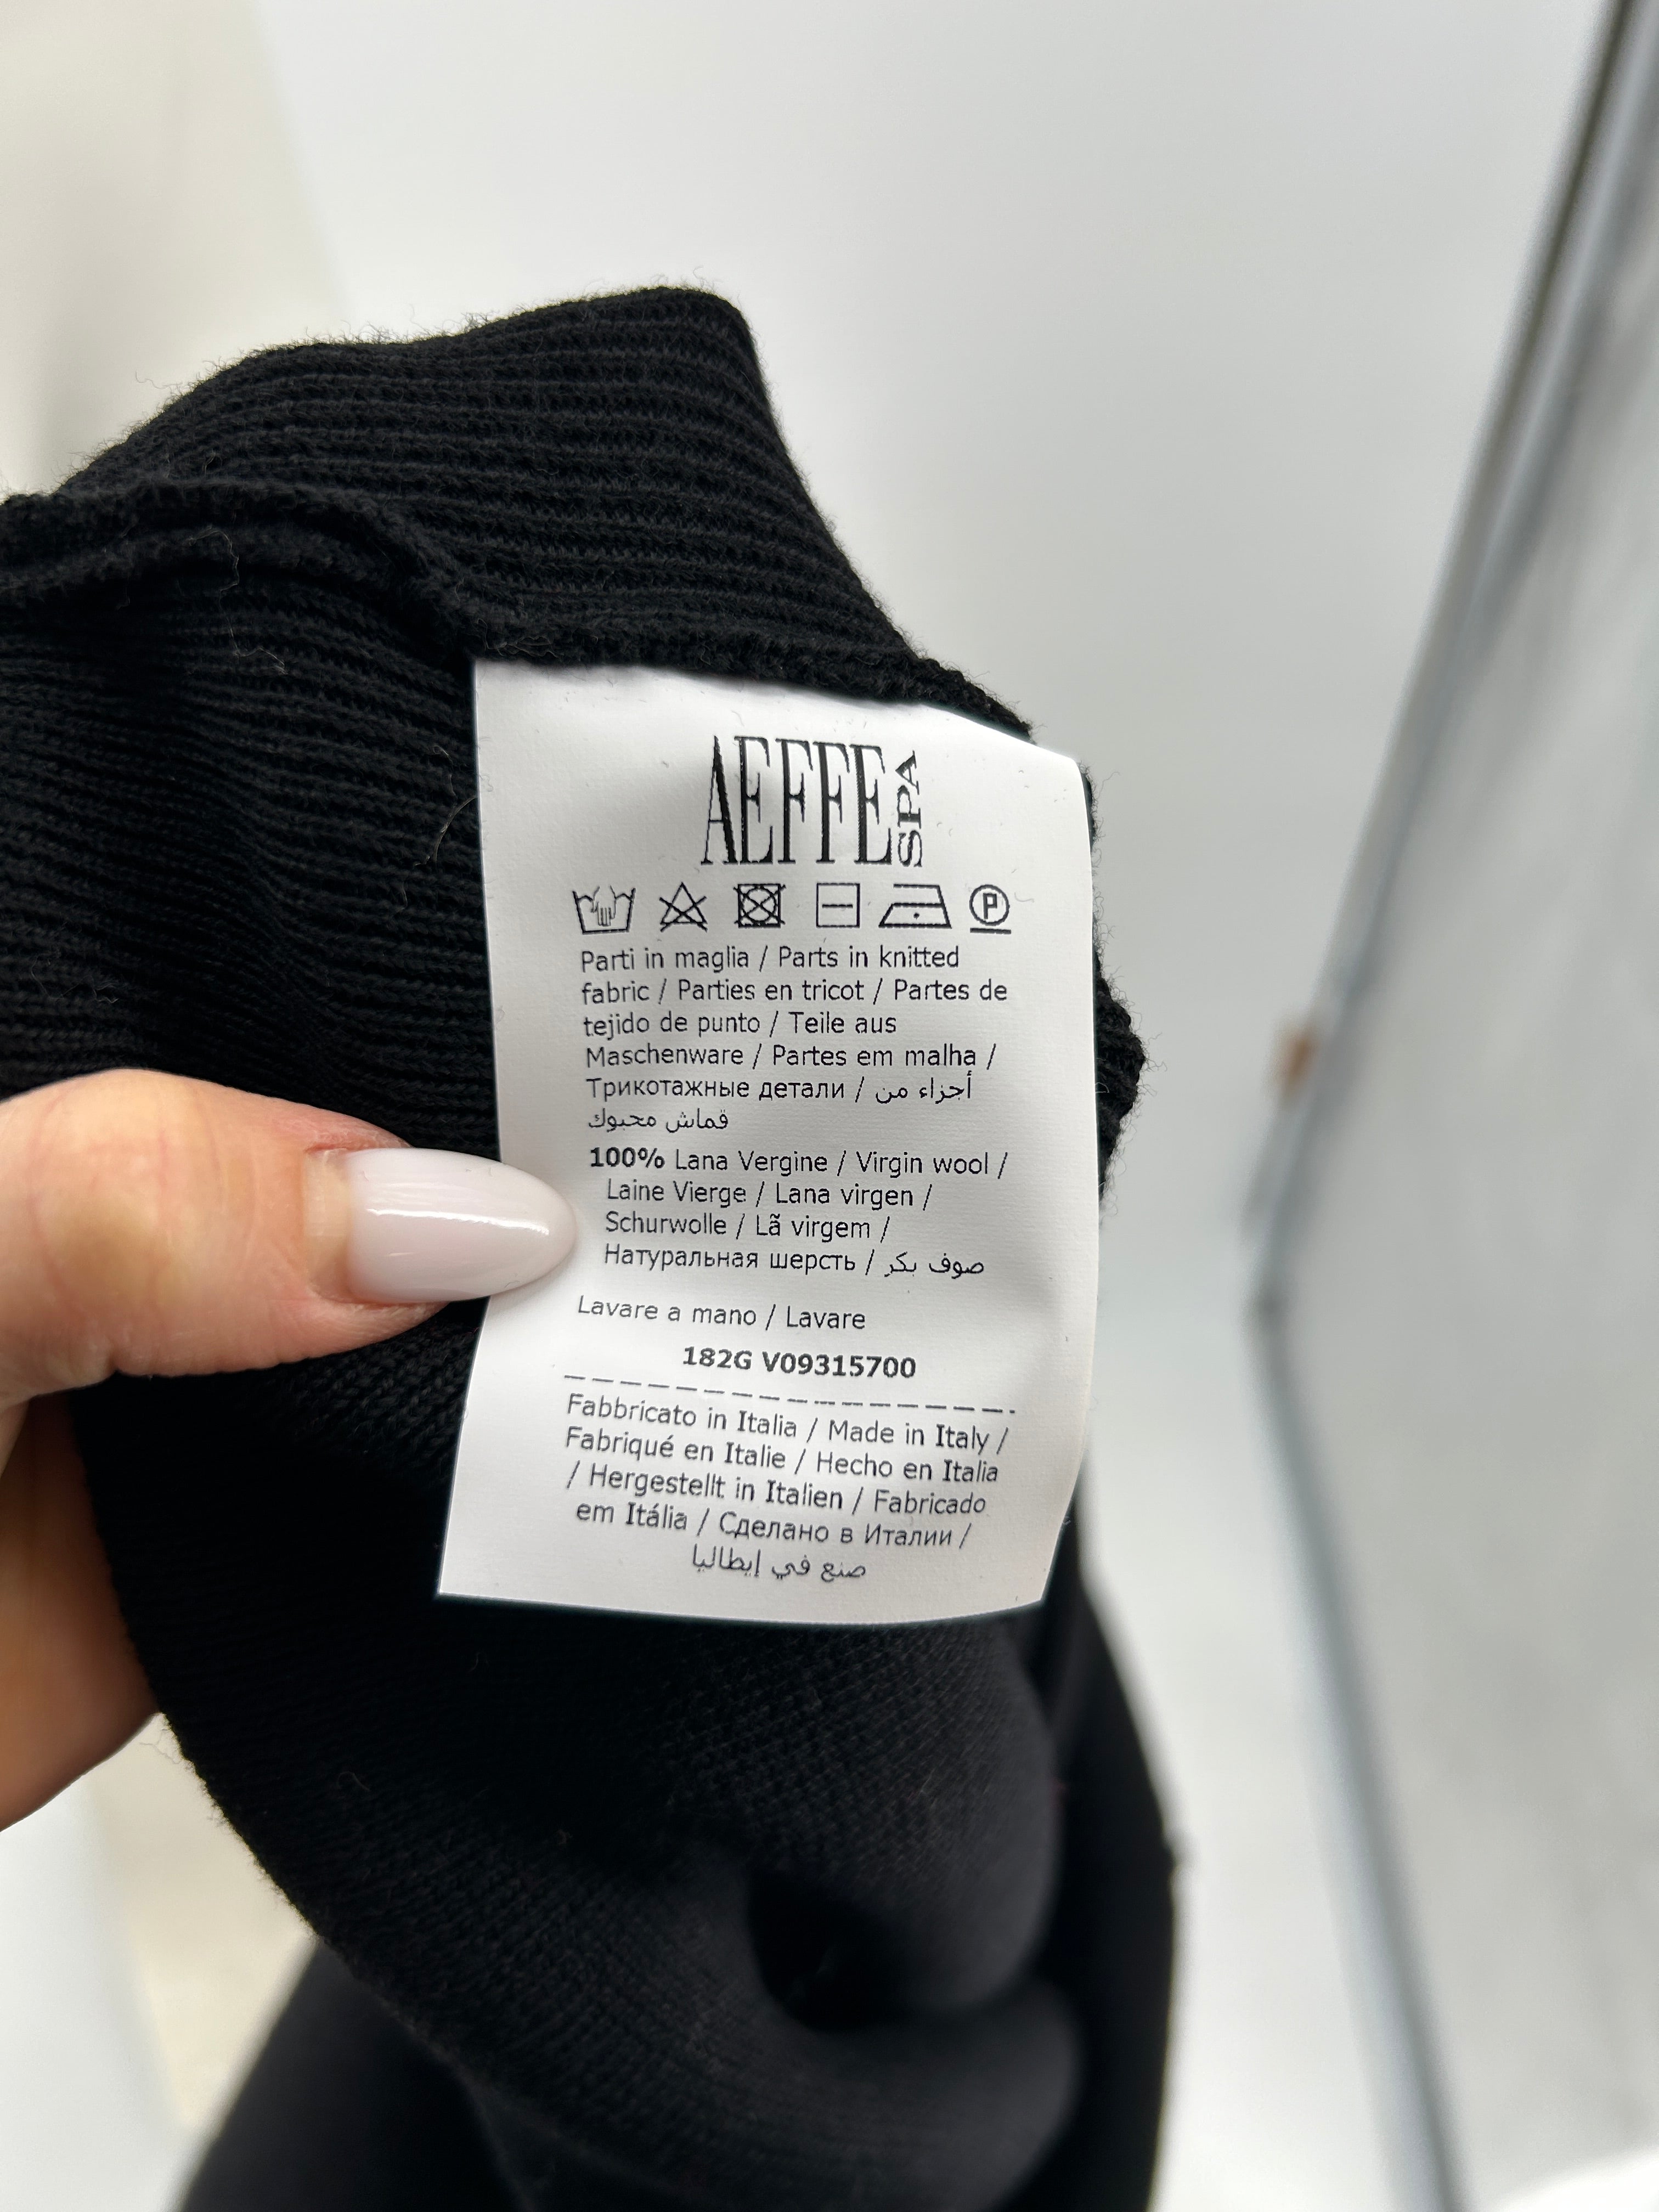 AEFFE SPA
P
Parti in maglia / Parts in knitted
fabric / Parties en tricot / Partes de
tejido de punto / Teile aus
Maschenware / Partes em malha /
Трикотажные детали / أجزاء من
قماش محبوك
100% Lana Vergine / Virgin wool /
Laine Vierge / Lana virgen /
Schurwolle / Lã virgem /
Натуральная шерсть / صوف بكر
Lavare a mano / Lavare
182G V09315700
Fabbricato in Italia / Made in Italy /
Fabriqué en Italie / Hecho en Italia
/ Hergestellt in Italien / Fabricado
em Itália / Сделано в Италии /
صنع في إيطاليا